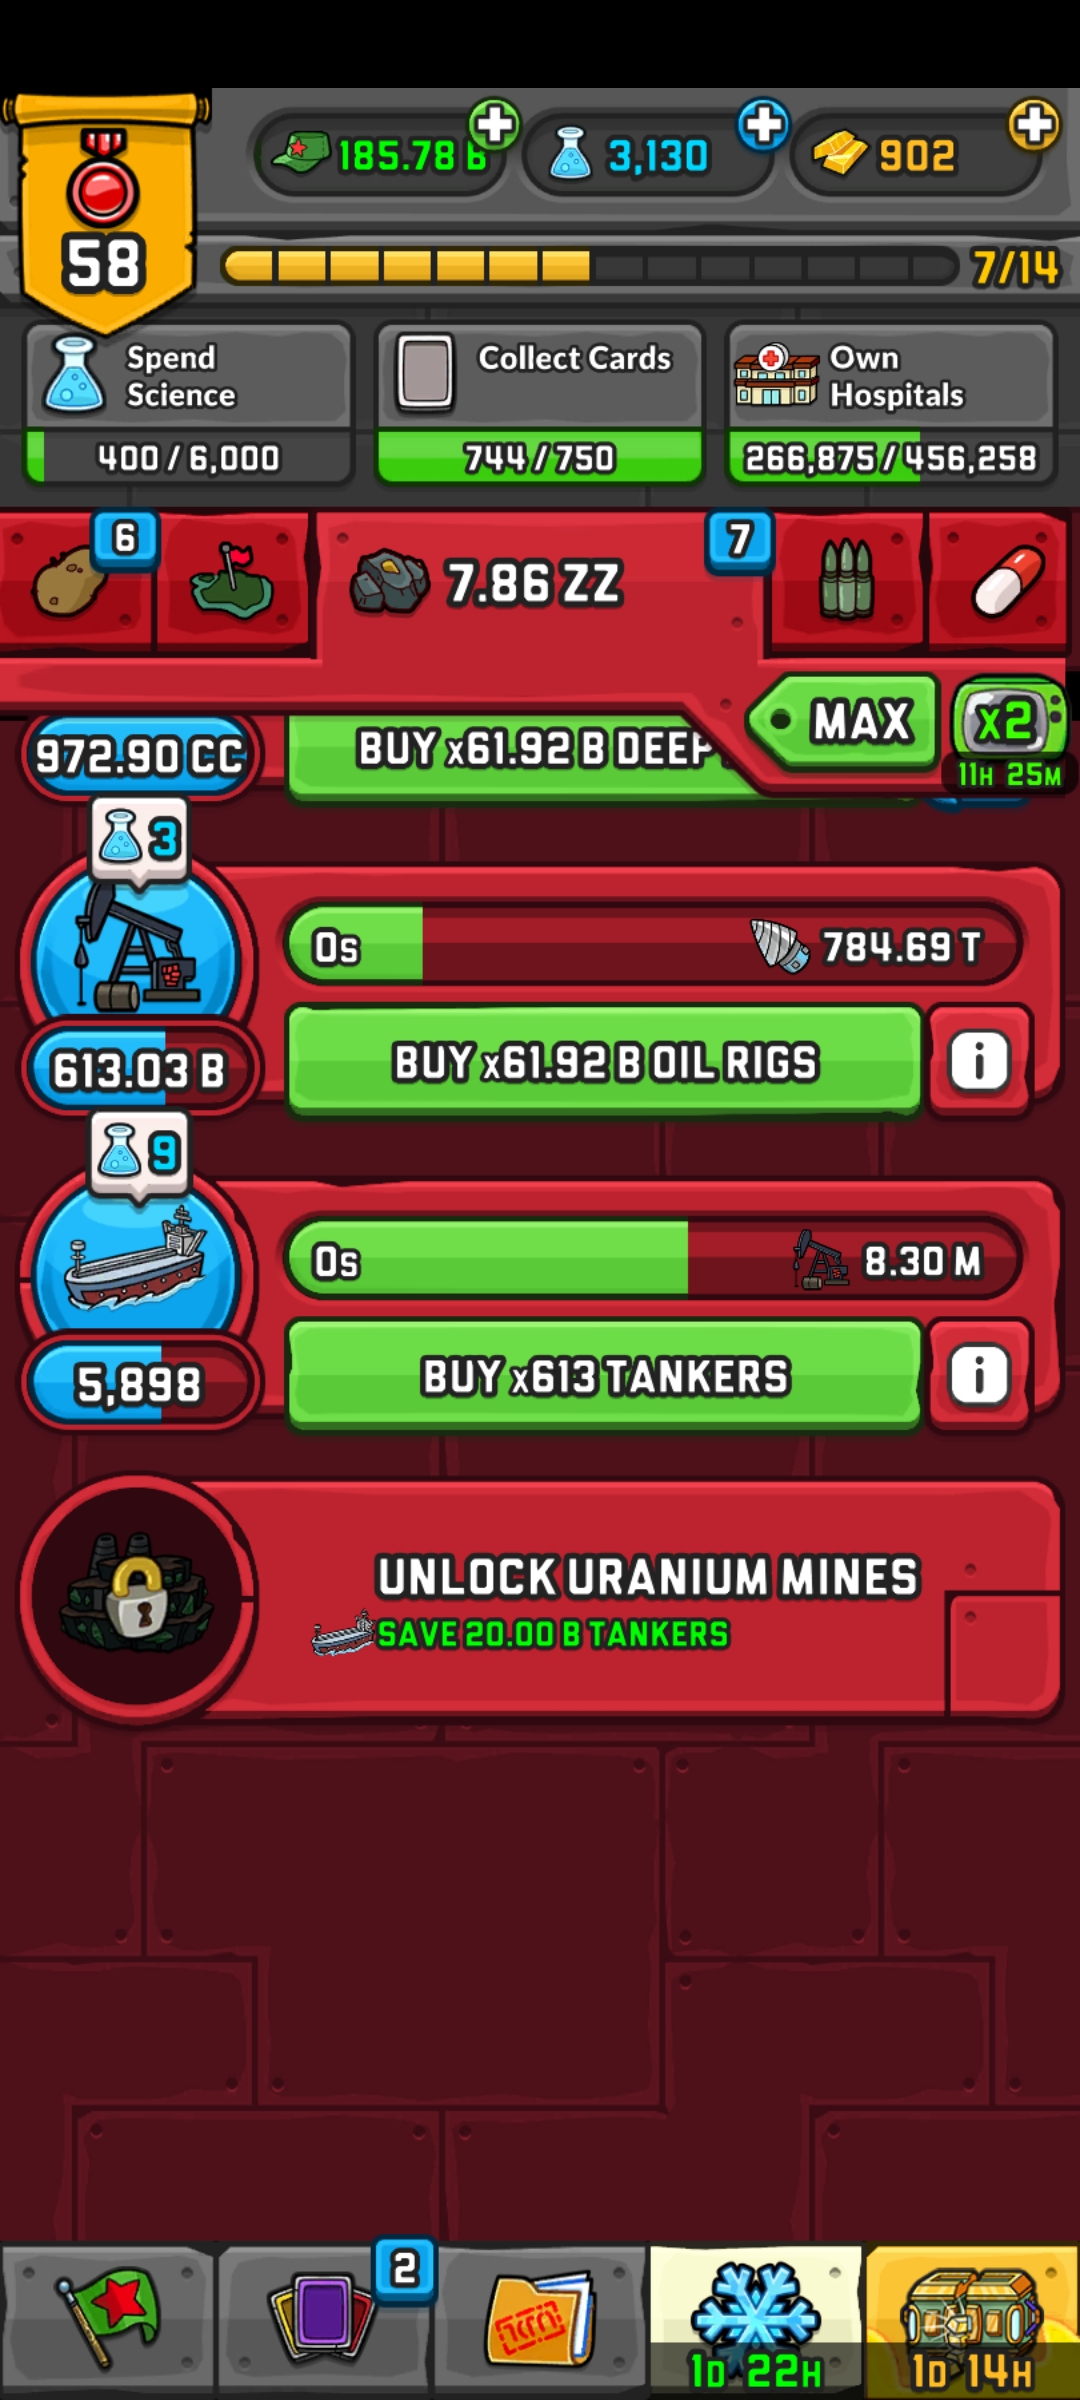 58
185.78 B
3,130
902
7/14
Spend
Science
400 / 6,000
Collect Cards
744 / 750
Own
Hospitals
266,875 / 456,258
6
7.86 ZZ
7
MAX
x2
11H 25M
972.90 CC
BUY x61.92 B DEEP
3
0s
784.69 T
613.03 B
BUY x61.92 B OIL RIGS
i
9
0s
8.30 M
5,898
BUY x613 TANKERS
i
UNLOCK URANIUM MINES
SAVE 20.00 B TANKERS
2
1D 22H
1D 14H